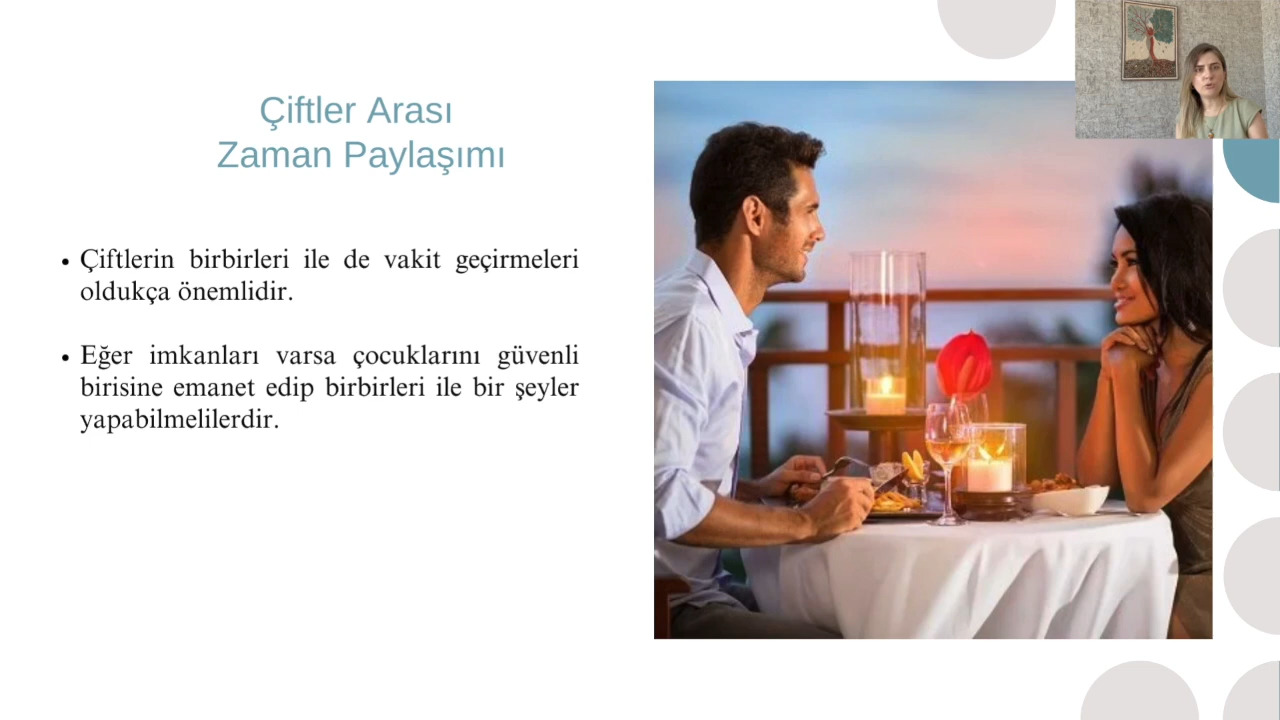 Çiftler Arası
Zaman Paylaşımı
• Çiftlerin birbirleri ile de vakit geçirmeleri
oldukça önemlidir.
• Eğer imkanları varsa çocuklarını güvenli
birisine emanet edip birbirleri ile bir şeyler
yapabilmelilerdir.